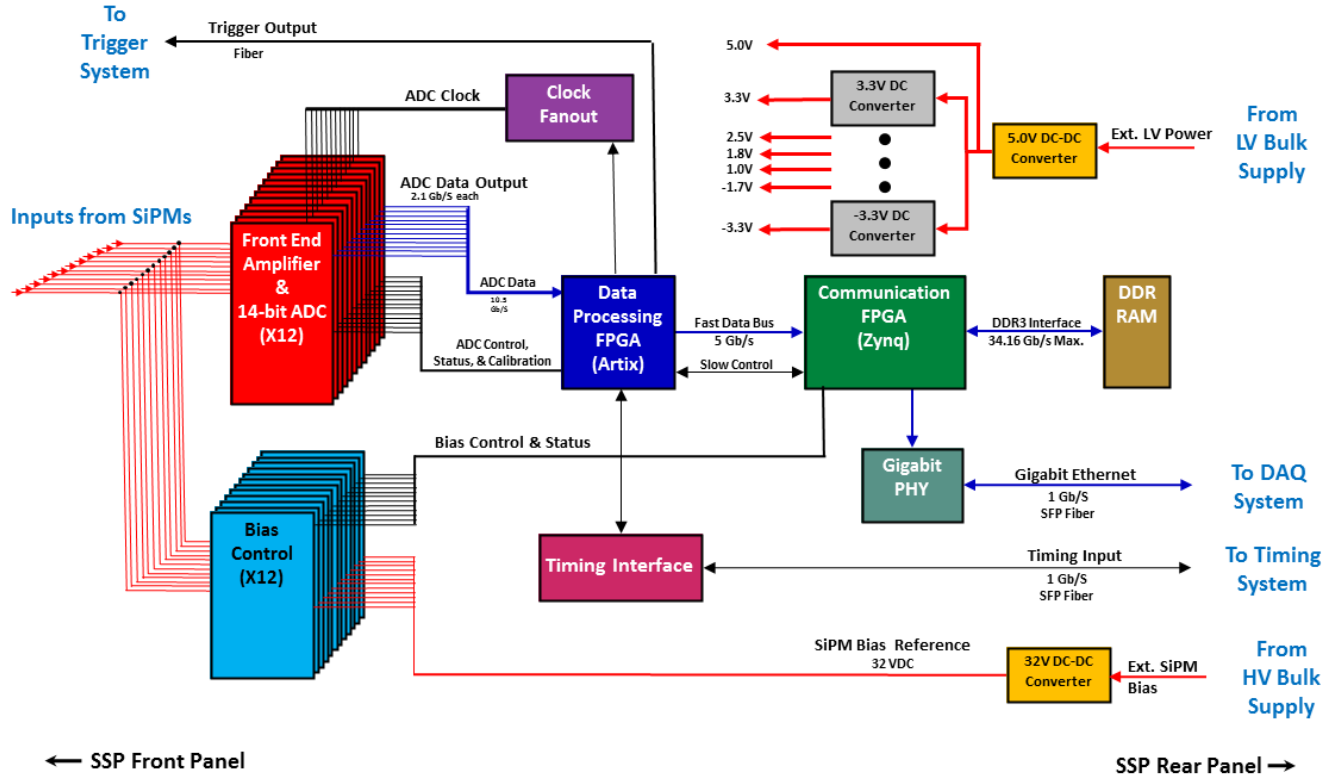 To
Trigger
System
Trigger Output
Fiber
ADC Clock
Clock
Fanout
5.0V
3.3V
2.5V
1.8V
1.0V
-1.7V
-3.3V
3.3V DC
Converter
-3.3V DC
Converter
5.0V DC-DC
Converter
Ext. LV Power
From
LV Bulk
Supply
Inputs from SiPMs
Front End
Amplifier
&
14-bit ADC
(X12)
ADC Data Output
2.1 Gb/S each
ADC Data
10.5
Gb/S
ADC Control,
Status, & Calibration
Data
Processing
FPGA
(Artix)
Fast Data Bus
5 Gb/s
Slow Control
Communication
FPGA
(Zynq)
DDR3 Interface
34.16 Gb/s Max.
DDR
RAM
Bias Control & Status
Bias
Control
(X12)
Gigabit
PHY
Gigabit Ethernet
1 Gb/S
SFP Fiber
To DAQ
System
Timing Interface
Timing Input
1 Gb/S
SFP Fiber
To Timing
System
SiPM Bias Reference
32 VDC
32V DC-DC
Converter
Ext. SiPM
Bias
From
HV Bulk
Supply
SSP Front Panel
SSP Rear Panel